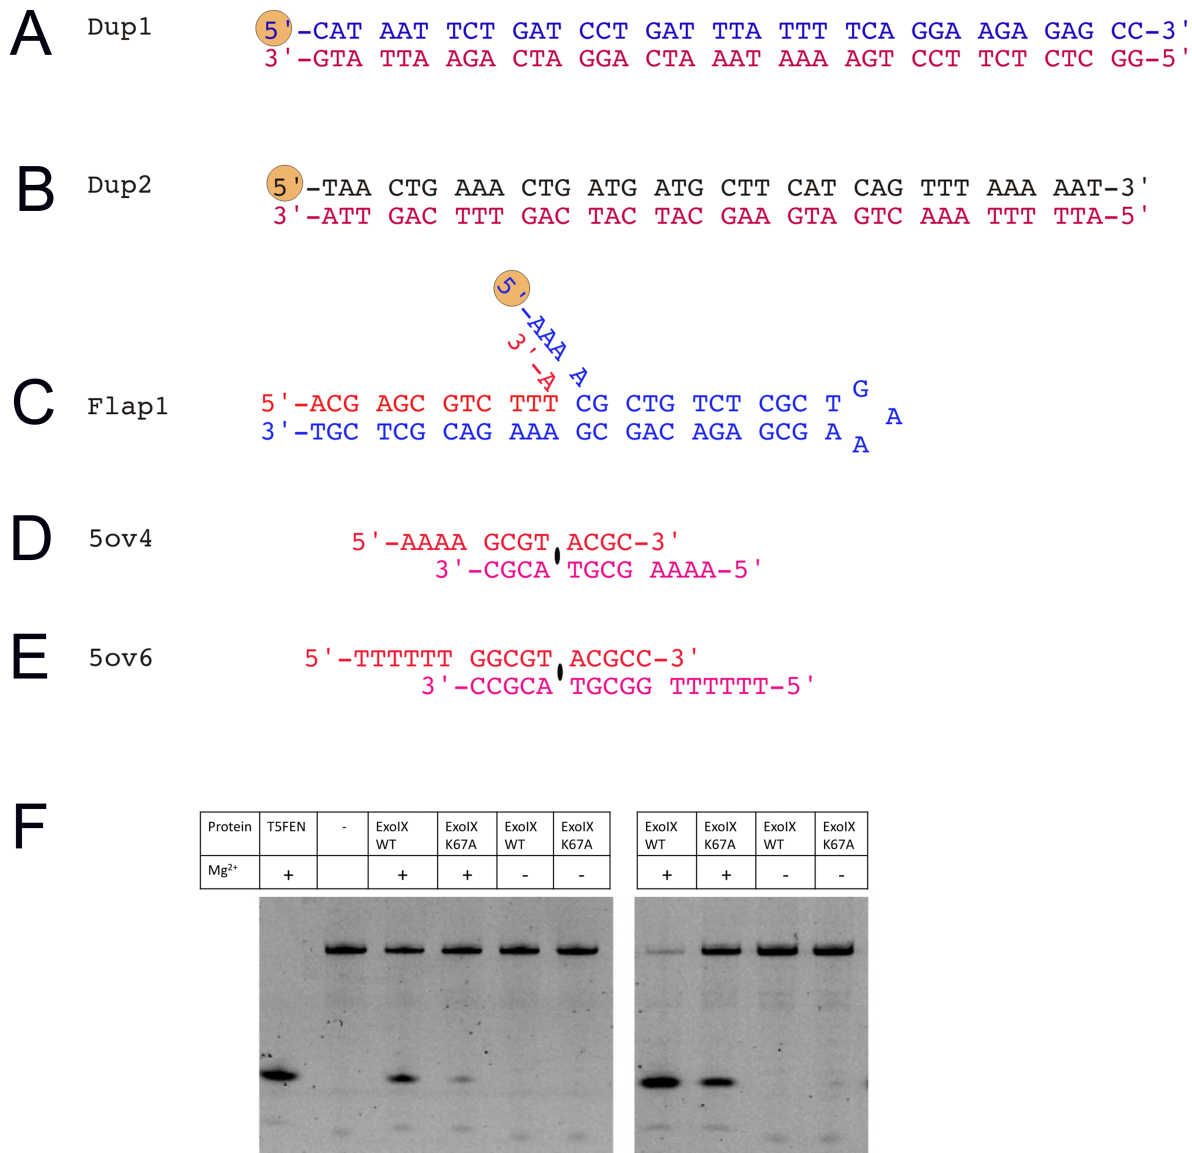 A Dup1 5'-CAT AAT TCT GAT CCT GAT TTA TTT TCA GGA AGA GAG CC-3'
3'-GTA TTA AGA CTA GGA CTA AAT AAA AGT CCT TCT CTC GG-5'
B Dup2 5'-TAA CTG AAA CTG ATG ATG CTT CAT CAG TTT AAA AAT-3'
3'-ATT GAC TTT GAC TAC TAC GAA GTA GTC AAA TTT TTA-5'
5'-AAA A
3'-A
C Flap1 5'-ACG AGC GTC TTT CG CTG TCT CGC T G
A
3'-TGC TCG CAG AAA GC GAC AGA GCG A A
D 5ov4 5'-AAAA GCGT ACGC-3'
3'-CGCA TGCG AAAA-5'
E 5ov6 5'-TTTTTT GGCGT ACGCC-3'
3'-CCGCA TGCGG TTTTTT-5'
F
Protein T5FEN - ExoIX WT ExoIX K67A ExoIX WT ExoIX K67A
Mg²⁺ + + + - -
ExoIX WT ExoIX K67A ExoIX WT ExoIX K67A
+ + - -